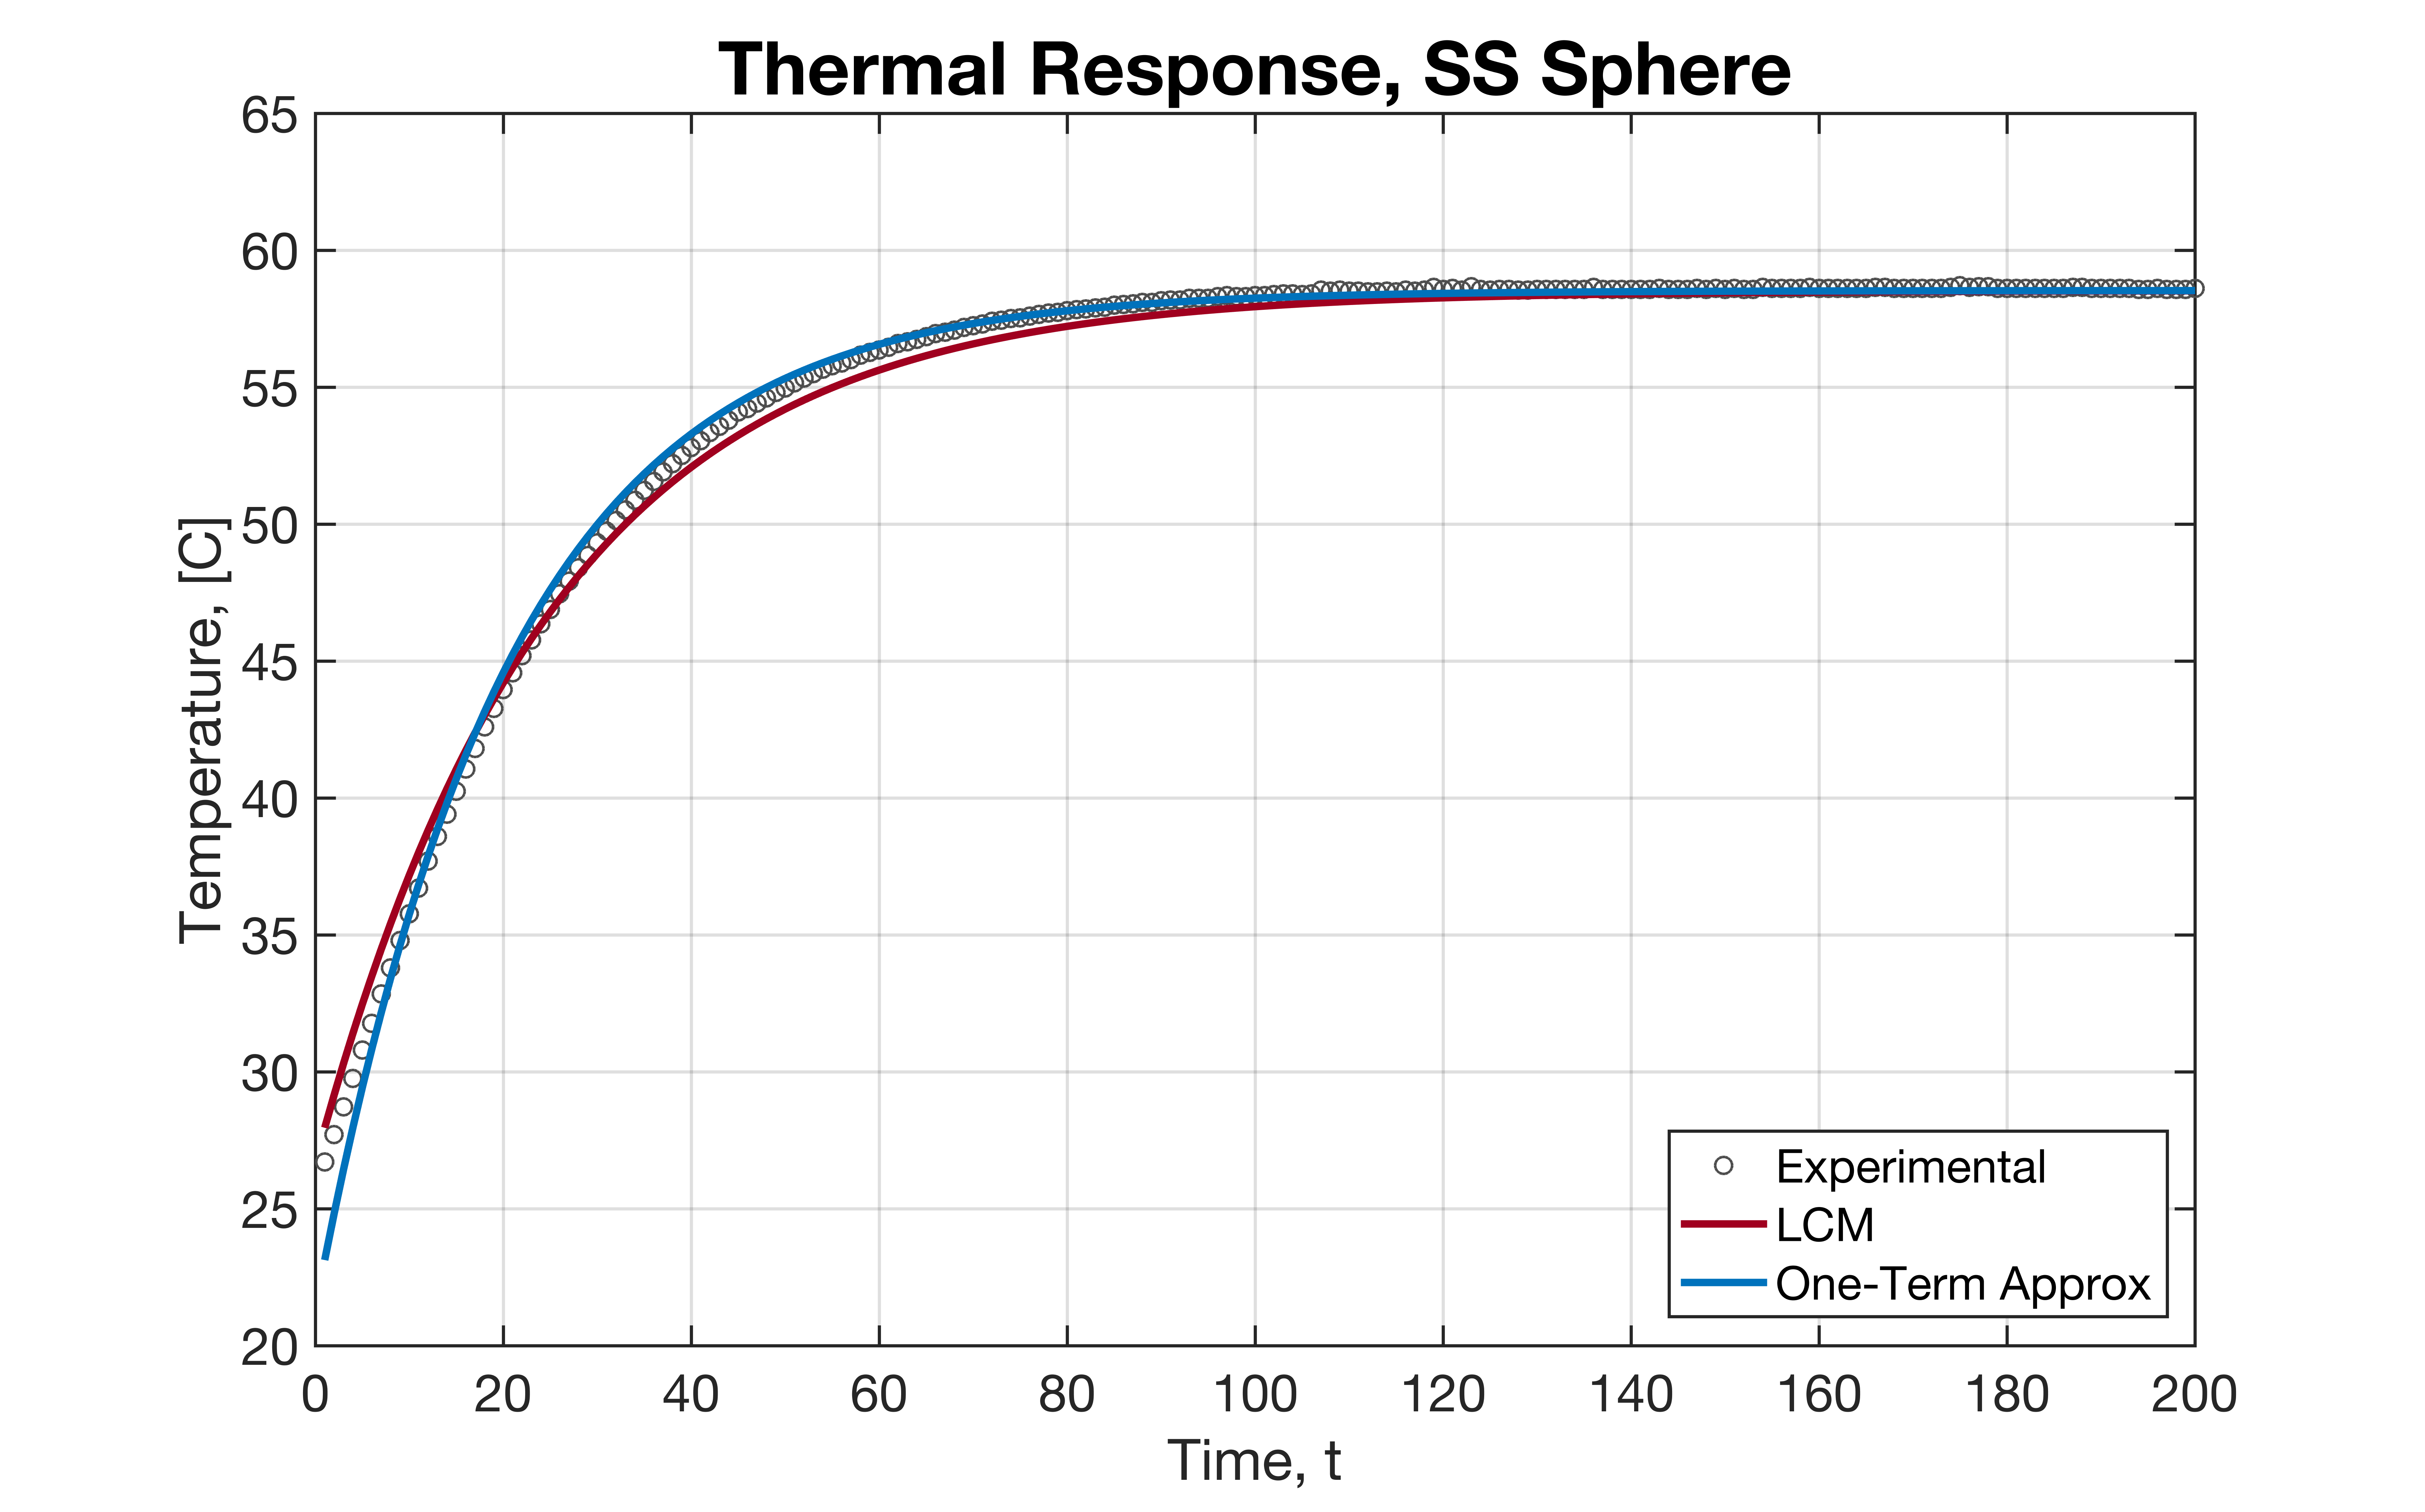 Thermal Response, SS Sphere
Temperature, [C]
65
60
55
50
45
40
35
30
25
20
0 20 40 60 80 100 120 140 160 180 200
Time, t
Experimental
LCM
One-Term Approx